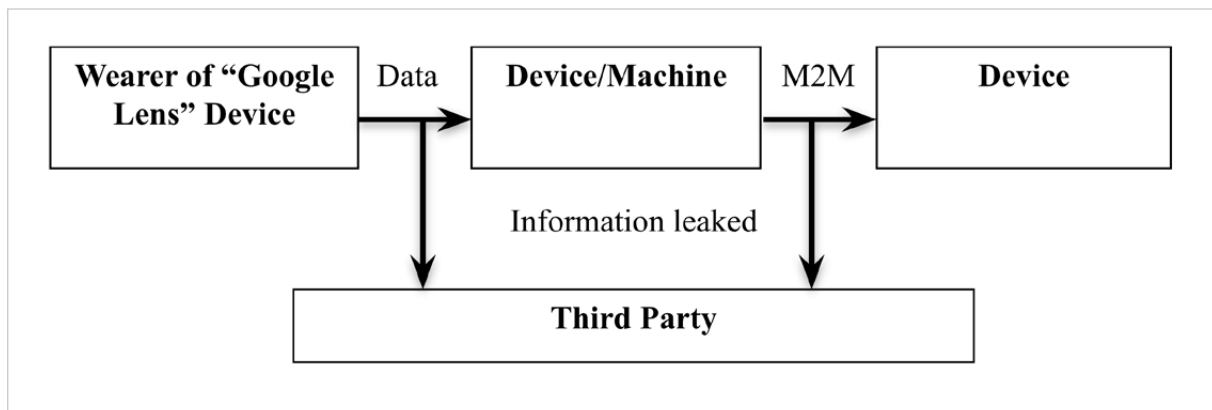 Wearer of “Google
Lens” Device
Data
Device/Machine
M2M
Device
Information leaked
Third Party